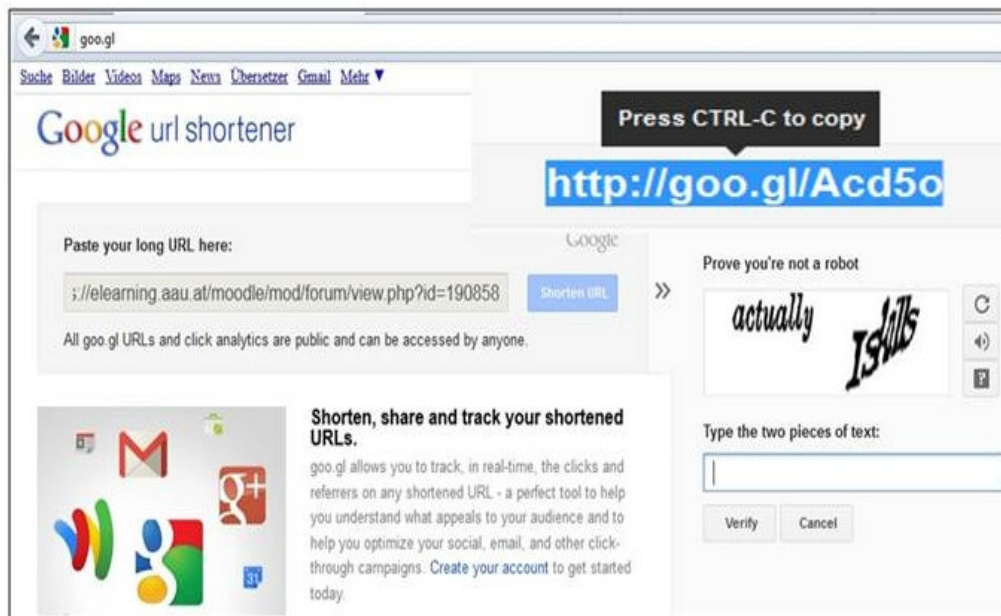 goo.gl
Suche Bilder Videos Maps News Übersetzer Gmail Mehr ▼
Google url shortener
Press CTRL-C to copy
http://goo.gl/Acd5o
Paste your long URL here:
Google
://elearning.aau.at/moodle/mod/forum/view.php?id=190858
Shorten URL
»
All goo.gl URLs and click analytics are public and can be accessed by anyone.
Prove you're not a robot
actually
Type the two pieces of text:
Verify Cancel
Shorten, share and track your shortened
URLs.
goo.gl allows you to track, in real-time, the clicks and
referrers on any shortened URL - a perfect tool to help
you understand what appeals to your audience and to
help you optimize your social, email, and other click-
through campaigns. Create your account to get started
today.
g+
31